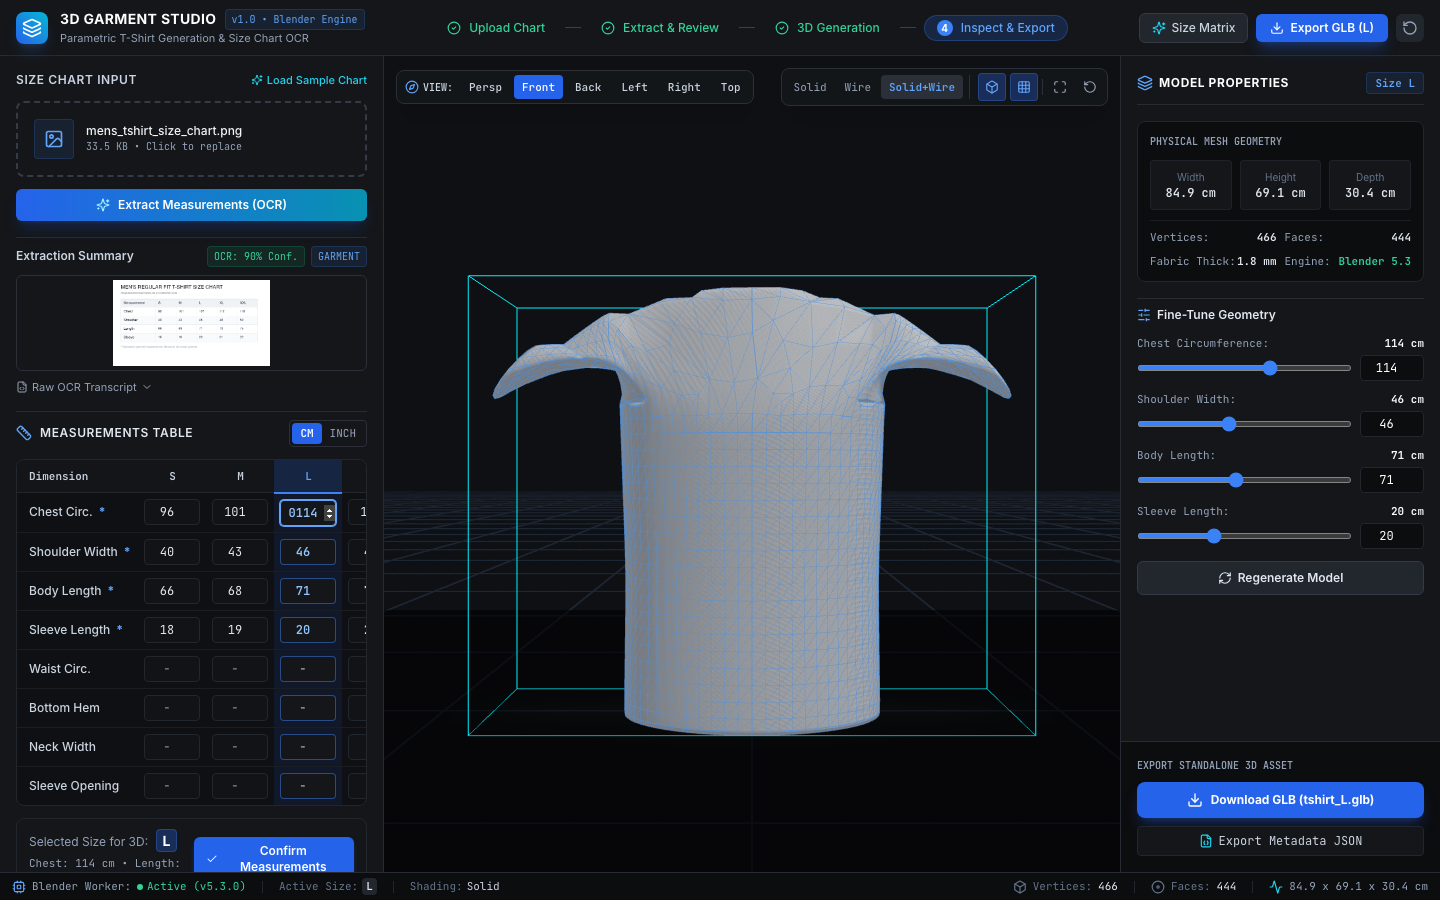 3D GARMENT STUDIO v1.0 • Blender Engine
Parametric T-Shirt Generation & Size Chart OCR
Upload Chart
Extract & Review
3D Generation
4 Inspect & Export
Size Matrix
Export GLB (L)
SIZE CHART INPUT
Load Sample Chart
mens_tshirt_size_chart.png
33.5 KB • Click to replace
Extract Measurements (OCR)
Extraction Summary
OCR: 90% Conf.
GARMENT
MEN'S REGULAR FIT T-SHIRT SIZE CHART
Raw OCR Transcript
MEASUREMENTS TABLE
CM INCH
Dimension S M L
Chest Circ. * 96 101 0114 1
Shoulder Width * 40 43 46
Body Length * 66 68 71
Sleeve Length * 18 19 20
Waist Circ. - - -
Bottom Hem - - -
Neck Width - - -
Sleeve Opening - - -
Selected Size for 3D: L
Chest: 114 cm • Length:
Confirm
Measurements
VIEW: Persp Front Back Left Right Top
Solid Wire Solid+Wire
MODEL PROPERTIES
Size L
PHYSICAL MESH GEOMETRY
Width Height Depth
84.9 cm 69.1 cm 30.4 cm
Vertices: 466 Faces: 444
Fabric Thick: 1.8 mm Engine: Blender 5.3
Fine-Tune Geometry
Chest Circumference: 114 cm
114
Shoulder Width: 46 cm
46
Body Length: 71 cm
71
Sleeve Length: 20 cm
20
Regenerate Model
EXPORT STANDALONE 3D ASSET
Download GLB (tshirt_L.glb)
Export Metadata JSON
Blender Worker: Active (v5.3.0) Active Size: L Shading: Solid
Vertices: 466 Faces: 444 84.9 x 69.1 x 30.4 cm